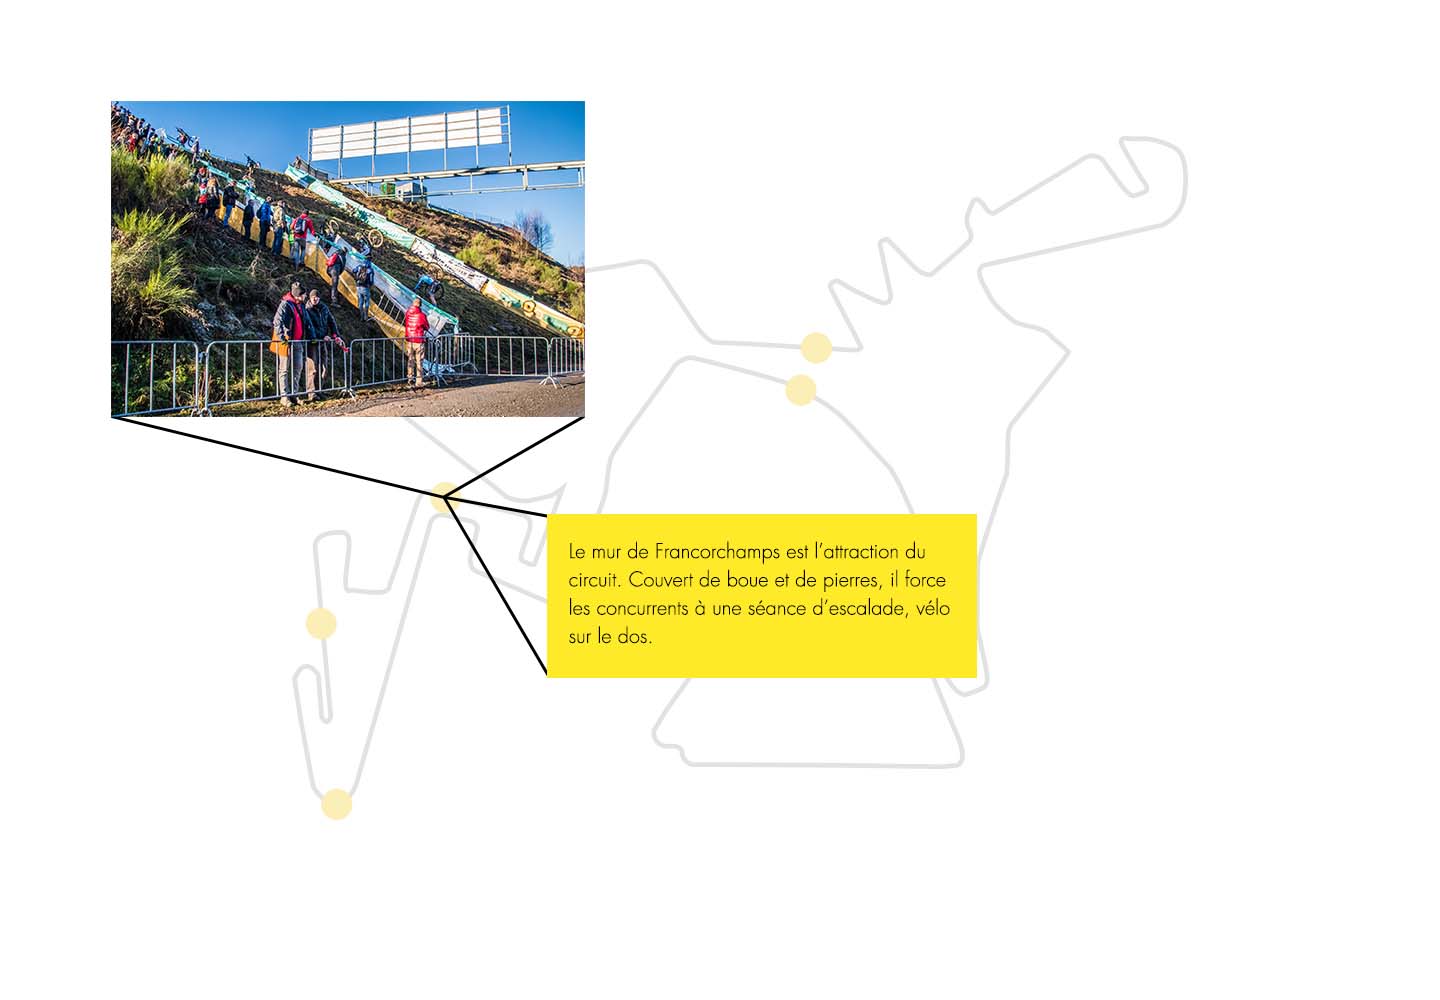 Le mur de Francorchamps est l’attraction du
circuit. Couvert de boue et de pierres, il force
les concurrents à une séance d’escalade, vélo
sur le dos.